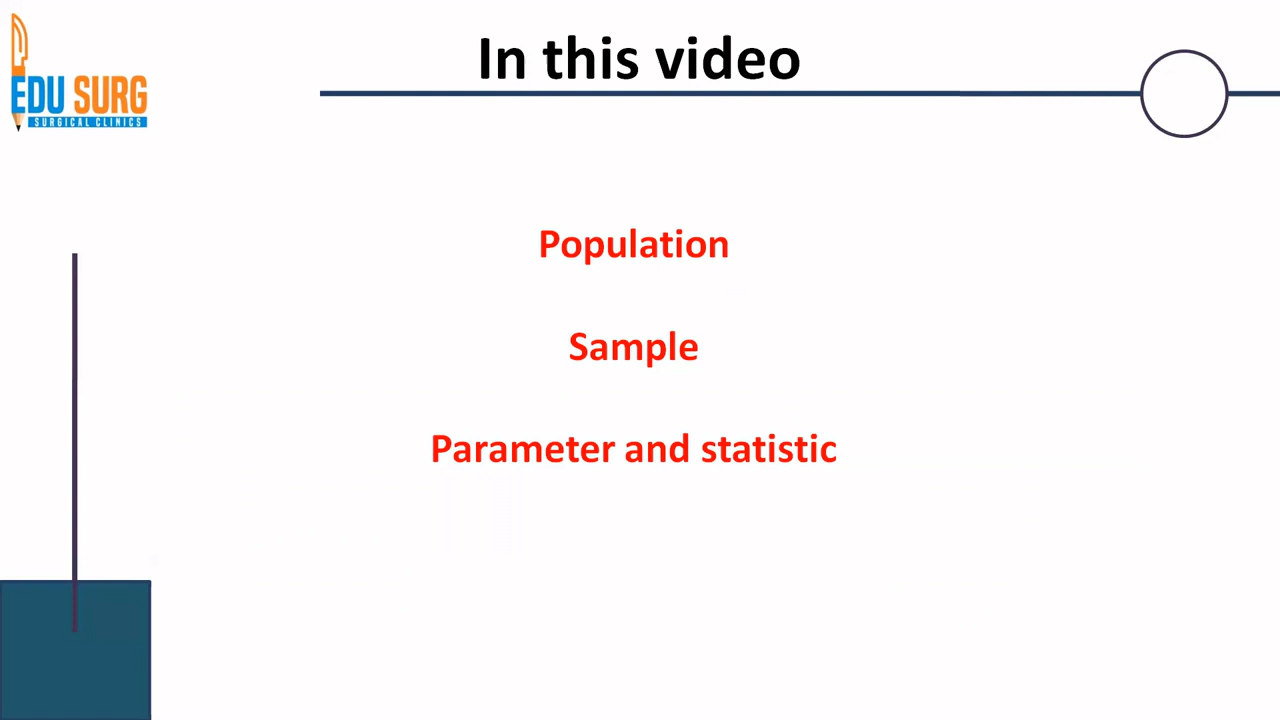 In this video
EDU SURG
SURGICAL CLINICS
Population
Sample
Parameter and statistic